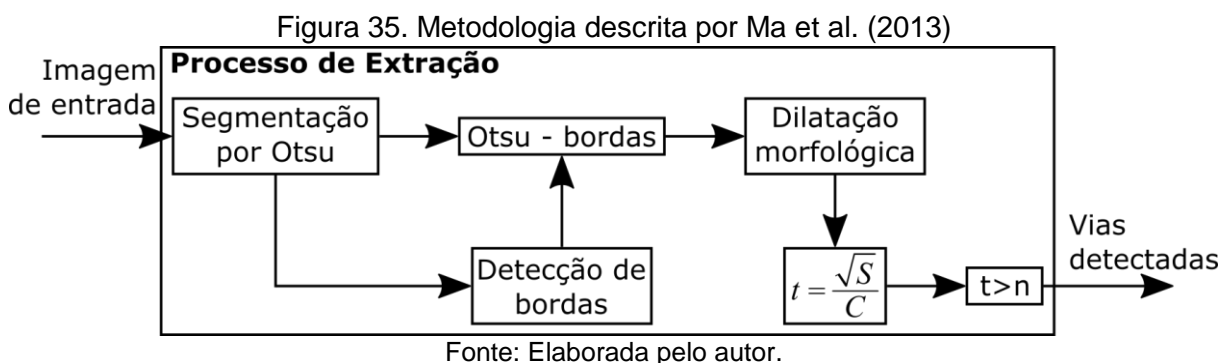 Figura 35. Metodologia descrita por Ma et al. (2013)
Imagem
de entrada
Processo de Extração
Segmentação
por Otsu
Otsu - bordas
Dilatação
morfológica
Detecção de
bordas
t = √S / C
t>n
Vias
detectadas
Fonte: Elaborada pelo autor.